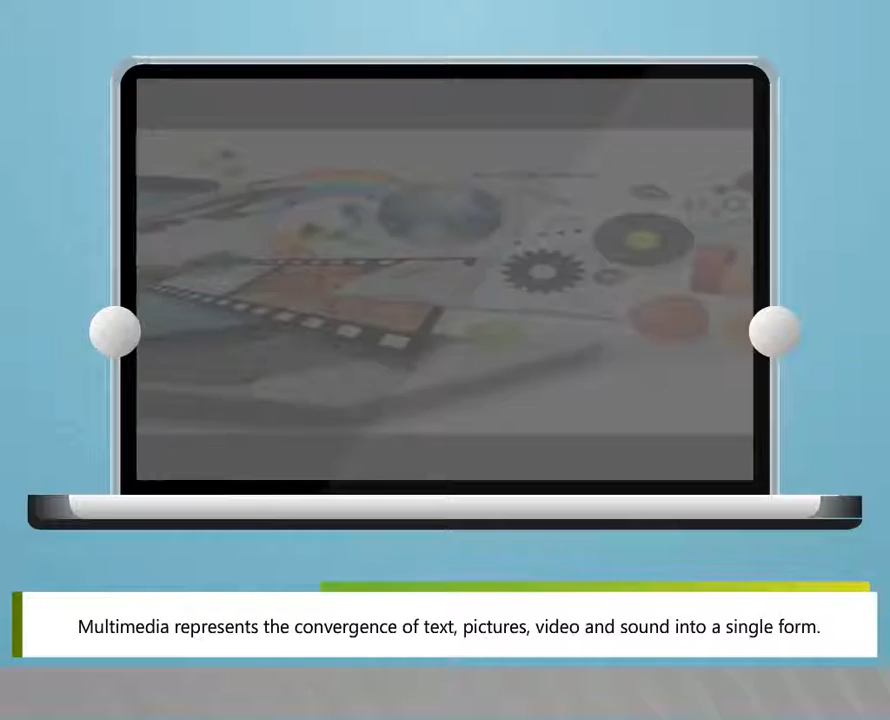 Multimedia represents the convergence of text, pictures, video and sound into a single form.